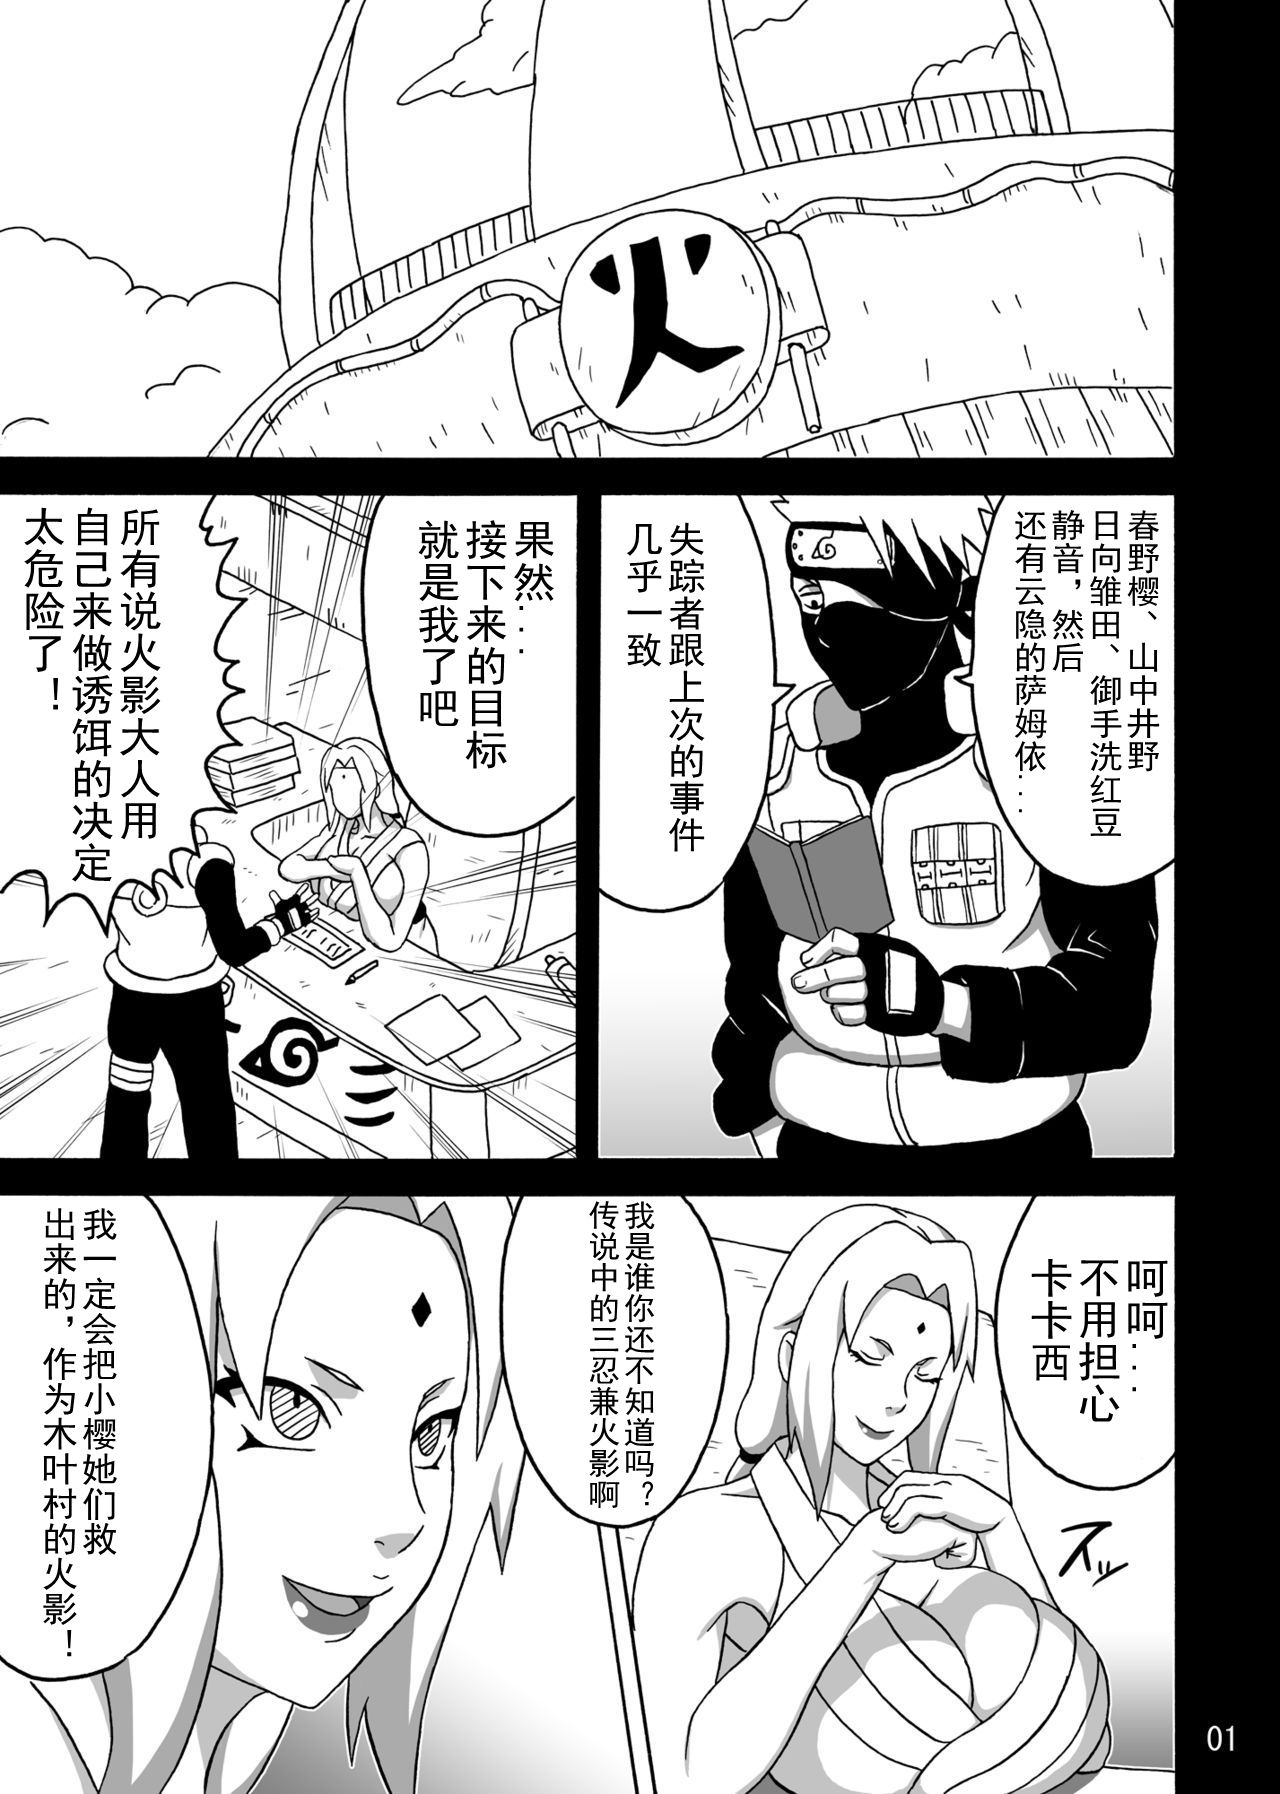 火
春野樱、山中井野
日向雏田、御手洗红豆
静音，然后
还有云隐的萨姆依…
失踪者跟上次的事件
几乎一致
果然…
接下来的目标
就是我了吧
所有说火影大人用
自己来做诱饵的决定
太危险了！
呵呵…
不用担心
卡卡西
スッ
我是谁你还不知道吗？
传说中的三忍兼火影啊
我一定会把小樱她们救
出来的，作为木叶村的火影！
01